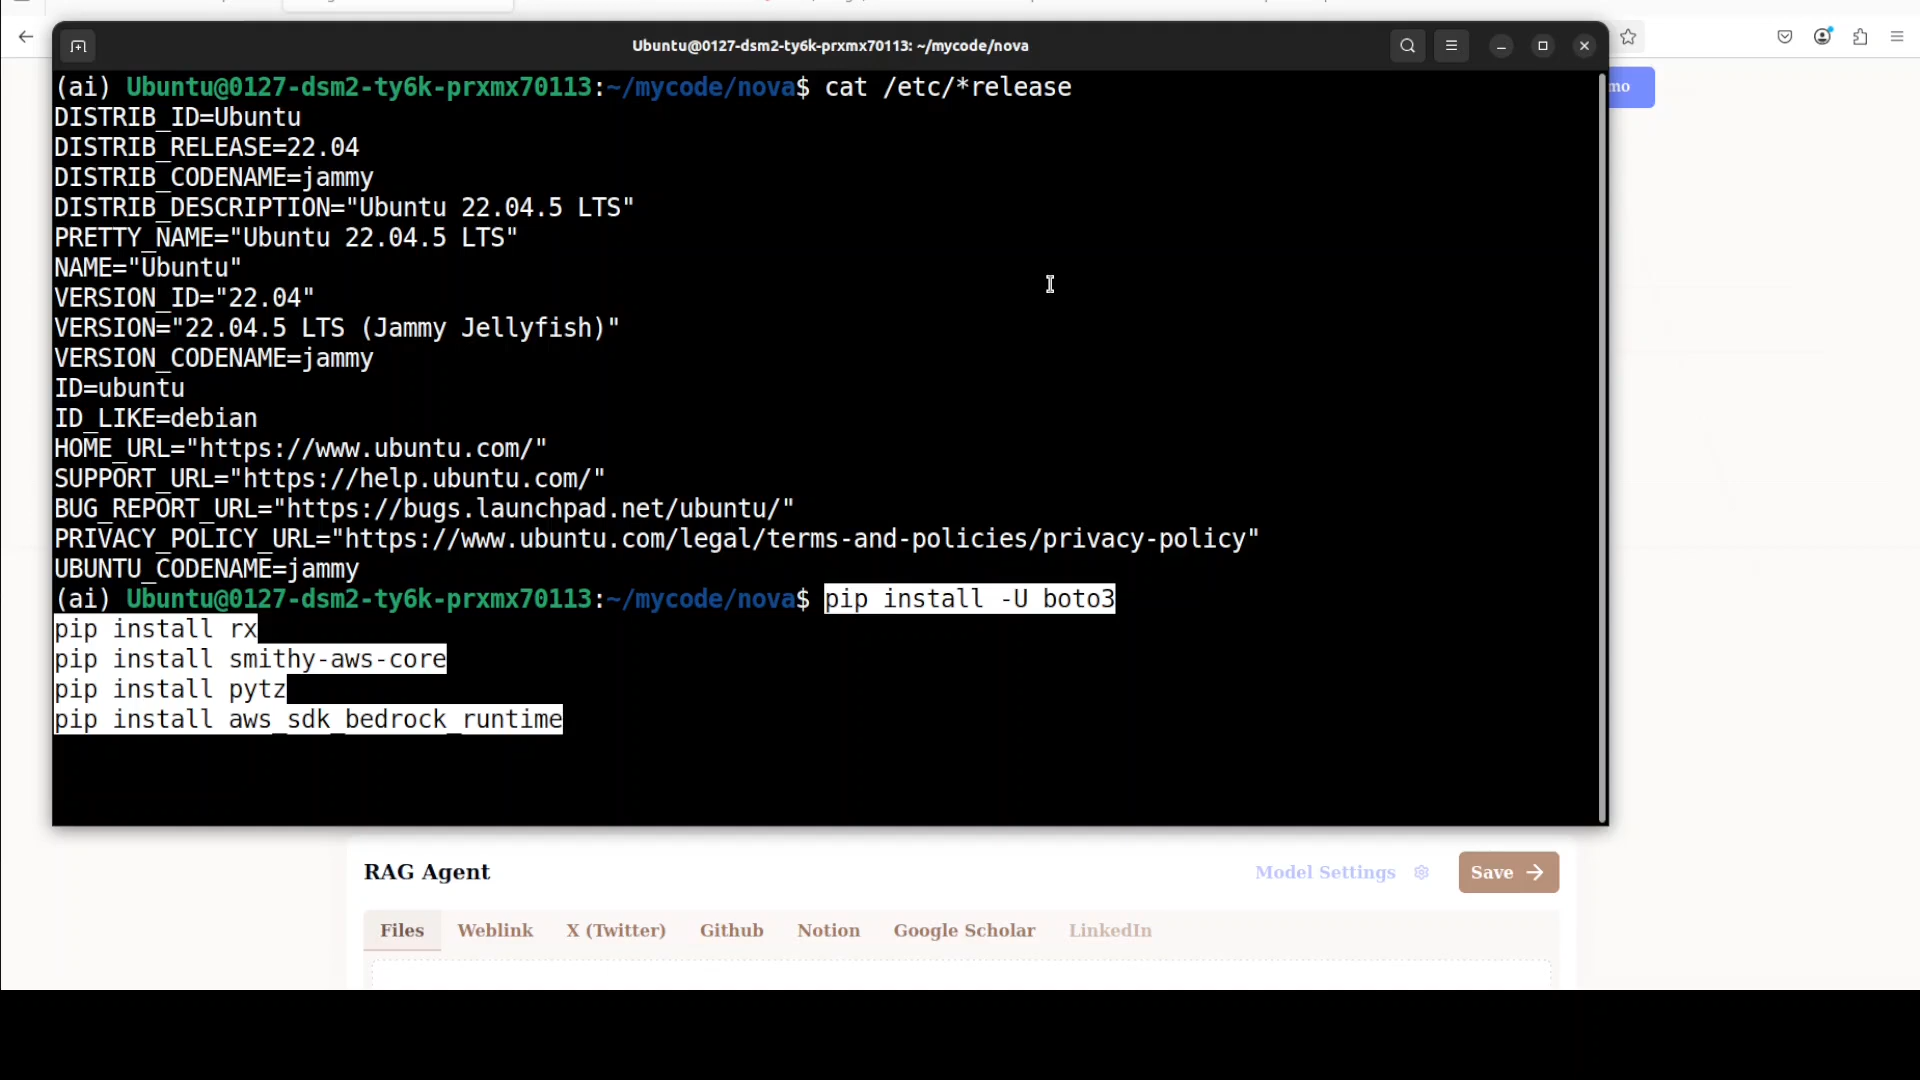 Ubuntu@0127-dsm2-ty6k-prxmx70113: ~/mycode/nova
mo
(ai) Ubuntu@0127-dsm2-ty6k-prxmx70113:~/mycode/nova$ cat /etc/*release
DISTRIB_ID=Ubuntu
DISTRIB_RELEASE=22.04
DISTRIB_CODENAME=jammy
DISTRIB_DESCRIPTION="Ubuntu 22.04.5 LTS"
PRETTY_NAME="Ubuntu 22.04.5 LTS"
NAME="Ubuntu"
VERSION_ID="22.04"
VERSION="22.04.5 LTS (Jammy Jellyfish)"
VERSION_CODENAME=jammy
ID=ubuntu
ID_LIKE=debian
HOME_URL="https://www.ubuntu.com/"
SUPPORT_URL="https://help.ubuntu.com/"
BUG_REPORT_URL="https://bugs.launchpad.net/ubuntu/"
PRIVACY_POLICY_URL="https://www.ubuntu.com/legal/terms-and-policies/privacy-policy"
UBUNTU_CODENAME=jammy
(ai) Ubuntu@0127-dsm2-ty6k-prxmx70113:~/mycode/nova$ pip install -U boto3
pip install rx
pip install smithy-aws-core
pip install pytz
pip install aws_sdk_bedrock_runtime
RAG Agent
Model Settings
Save
Files Weblink X (Twitter) Github Notion Google Scholar LinkedIn